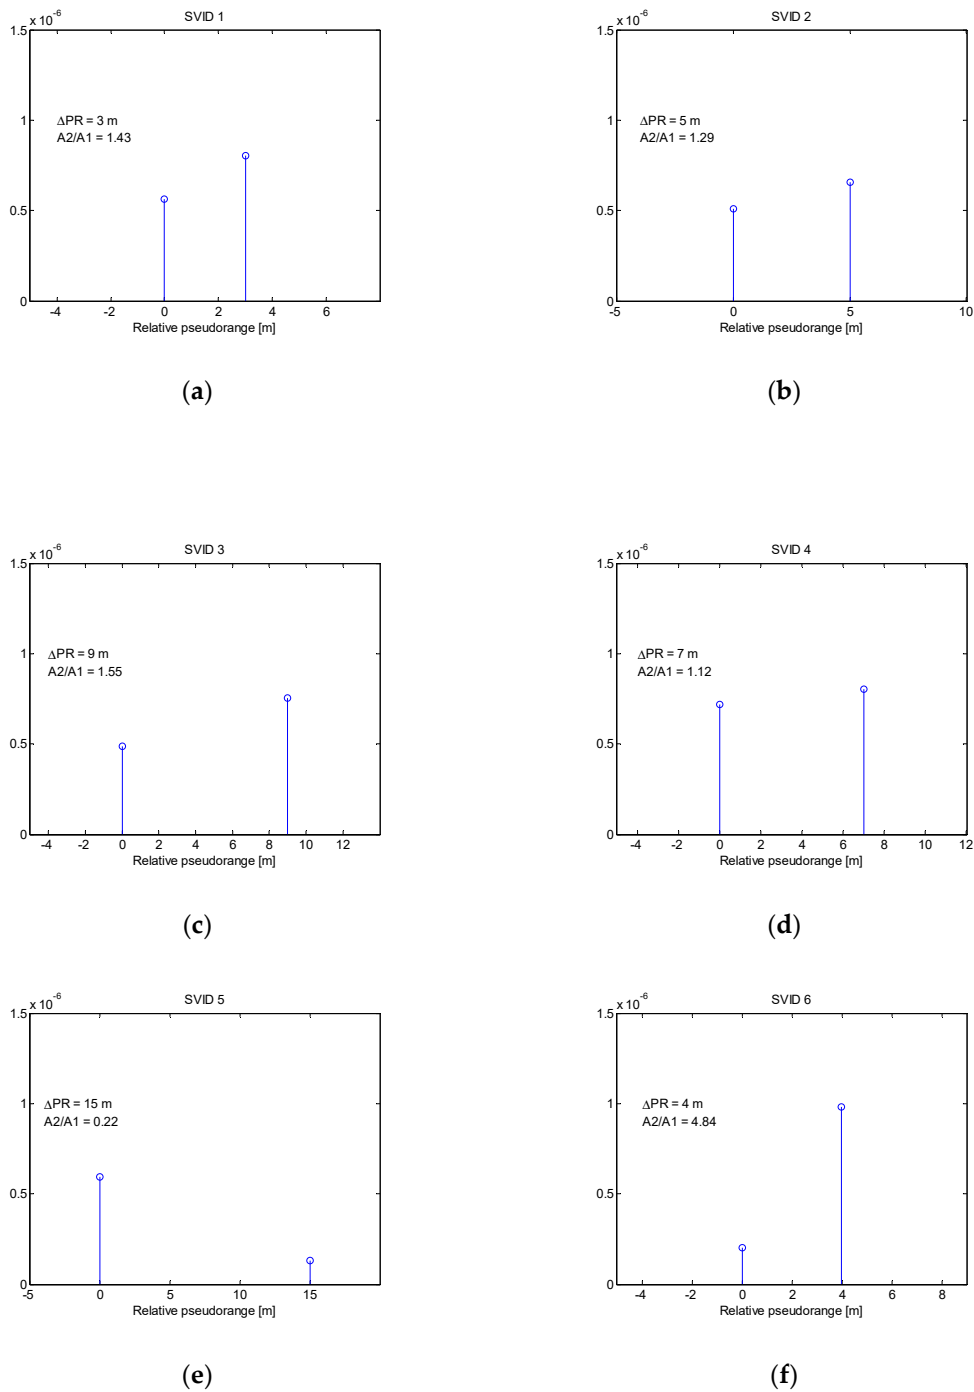 SVID 1
x 10-6
1.5
1
0.5
0
ΔPR = 3 m
A2/A1 = 1.43
-4 -2 0 2 4 6
Relative pseudorange [m]
(a)
SVID 2
x 10-6
1.5
1
0.5
0
ΔPR = 5 m
A2/A1 = 1.29
-5 0 5 10
Relative pseudorange [m]
(b)
SVID 3
x 10-6
1.5
1
0.5
0
ΔPR = 9 m
A2/A1 = 1.55
-4 -2 0 2 4 6 8 10 12
Relative pseudorange [m]
(c)
SVID 4
x 10-6
1.5
1
0.5
0
ΔPR = 7 m
A2/A1 = 1.12
-4 -2 0 2 4 6 8 10 12
Relative pseudorange [m]
(d)
SVID 5
x 10-6
1.5
1
0.5
0
ΔPR = 15 m
A2/A1 = 0.22
-5 0 5 10 15
Relative pseudorange [m]
(e)
SVID 6
x 10-6
1.5
1
0.5
0
ΔPR = 4 m
A2/A1 = 4.84
-4 -2 0 2 4 6 8
Relative pseudorange [m]
(f)